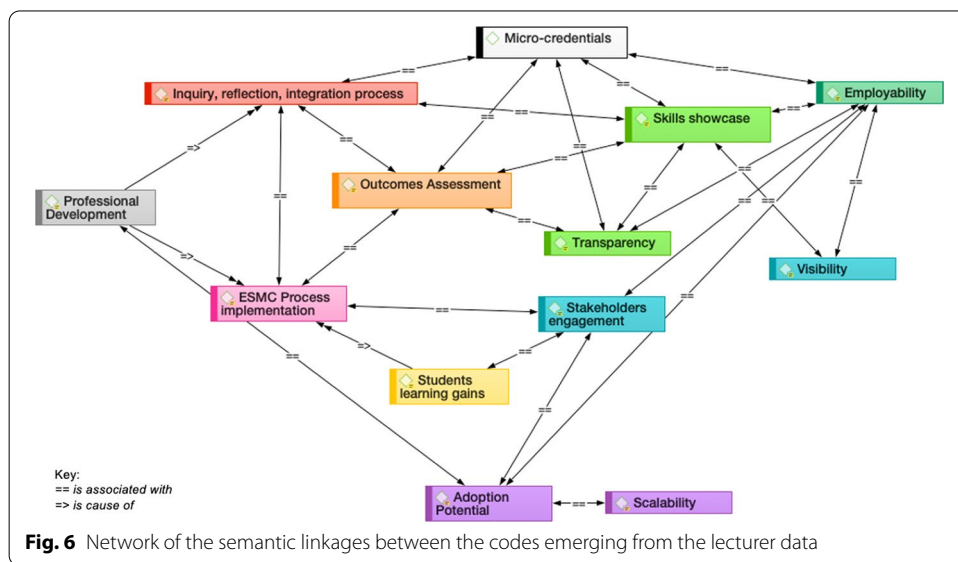 Micro-credentials
==
==
Inquiry, reflection, integration process
Employability
==
==
==
Skills showcase
==
==
=>
==
==
==
Outcomes Assessment
==
Professional
Development
==
==
==
==
Transparency
=>
==
Visibility
ESMC Process
implementation
==
Stakeholders
engagement
==
=>
==
==
Students
learning gains
==
Key:
== is associated with
=> is cause of
Adoption
Potential
==
Scalability
Fig. 6 Network of the semantic linkages between the codes emerging from the lecturer data